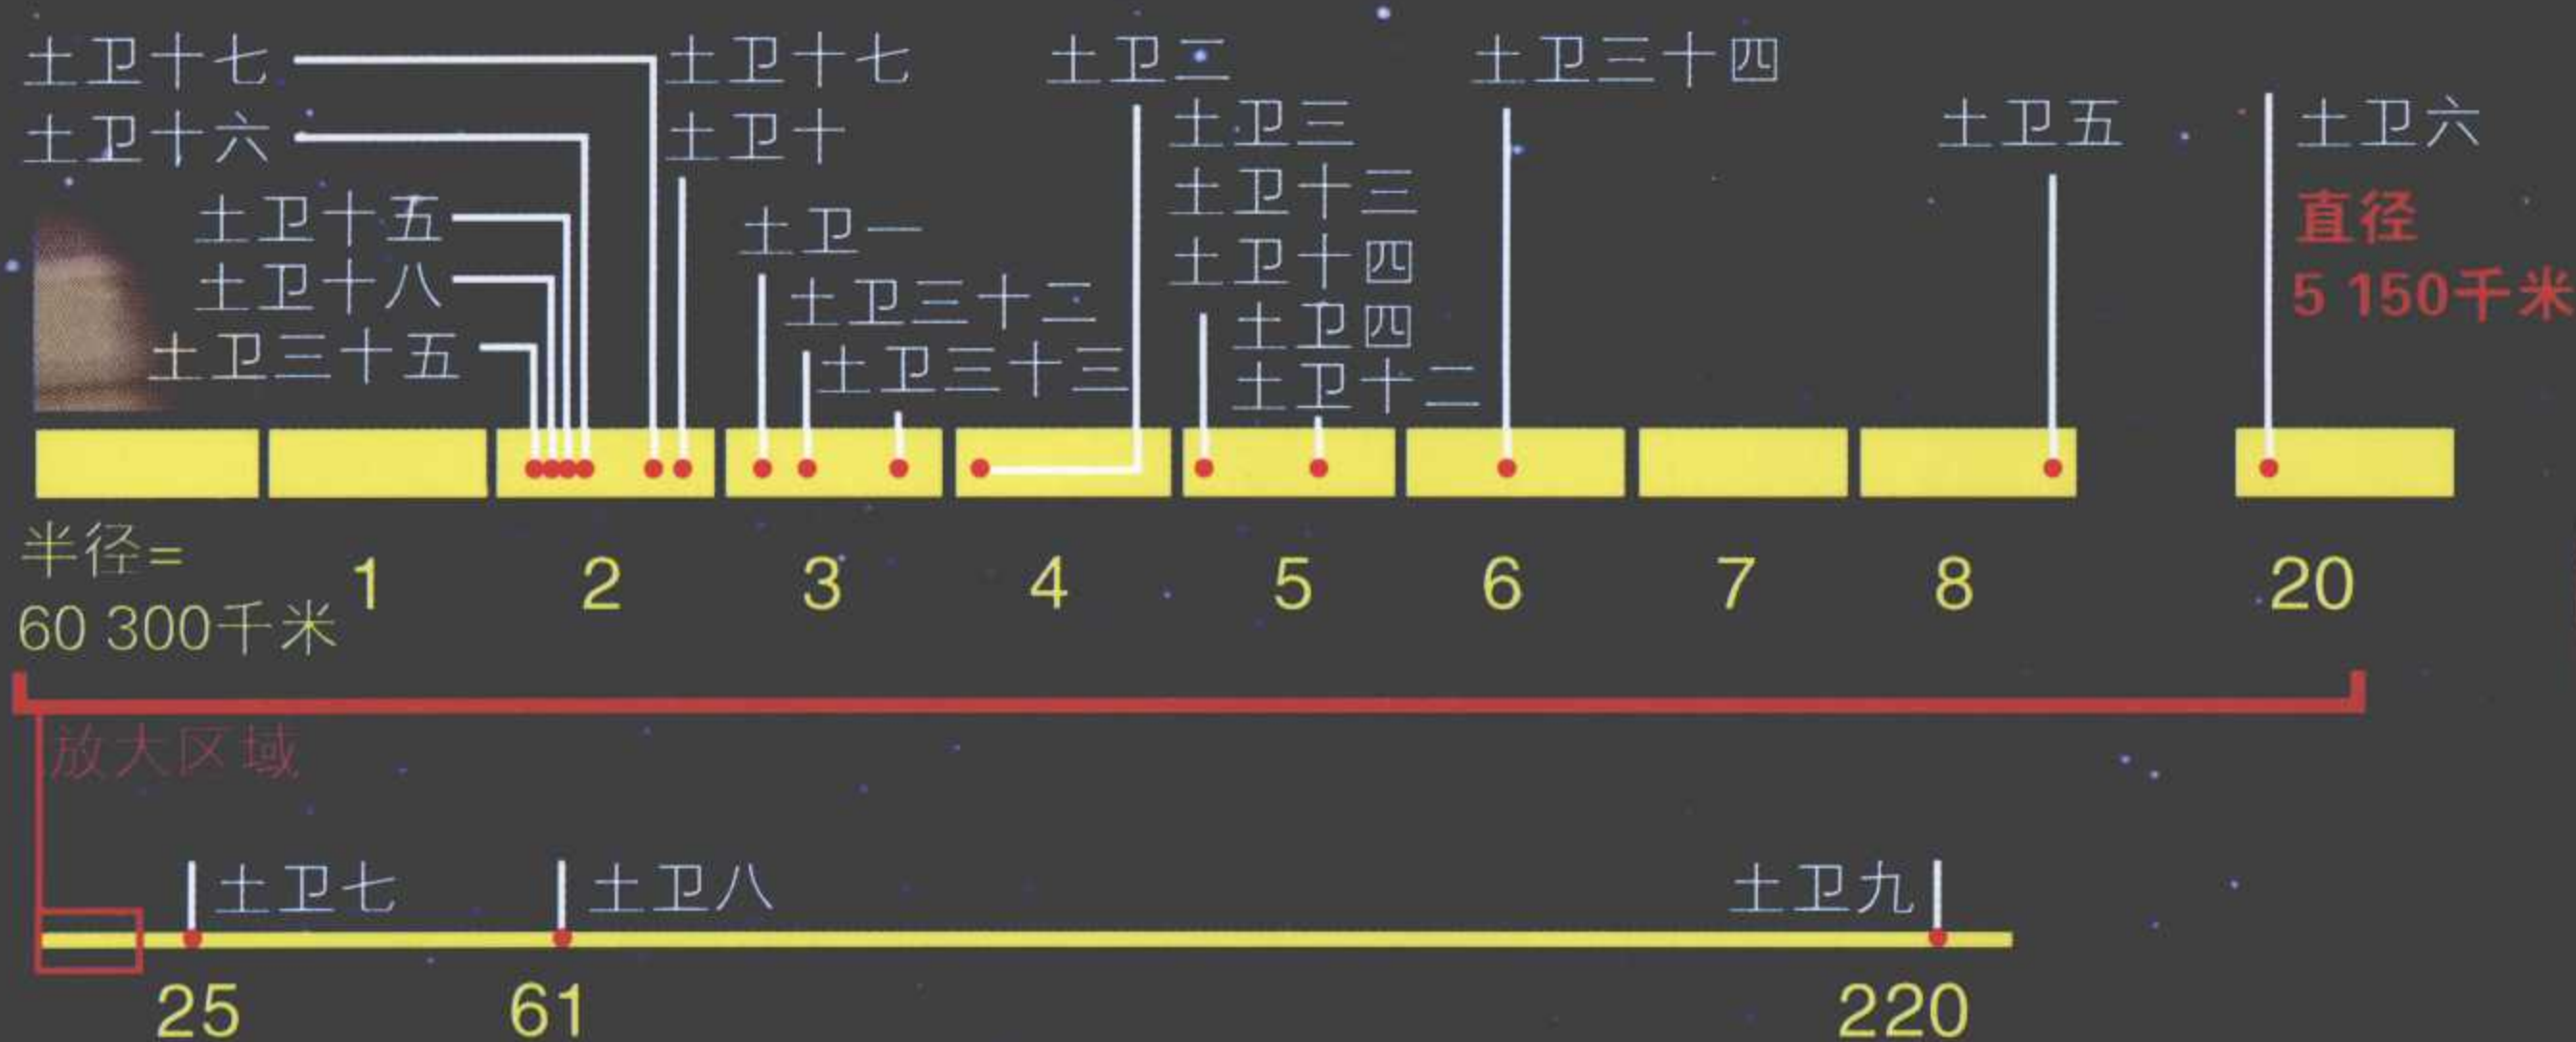 土卫十七
土卫十六
土卫十五
土卫十八
土卫三十五
土卫十七
土卫十
土卫一
土卫三十二
土卫三十三
土卫二
土卫三
土卫十三
土卫十四
土卫四
土卫十二
土卫三十四
土卫五
土卫六
直径
5 150千米
半径=
60 300千米
1 2 3 4 5 6 7 8 20
放大区域
土卫七 土卫八 土卫九
25 61 220